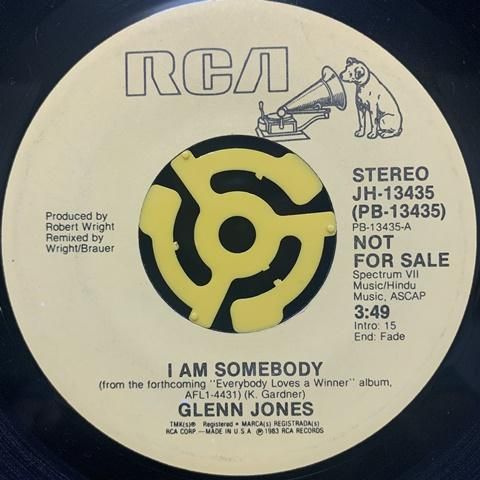 RCA
STEREO
JH-13435
(PB-13435)
PB-13435-A
NOT
FOR SALE
Spectrum VII
Music/Hindu
Music, ASCAP
3:49
Intro: 15
End: Fade
Produced by
Robert Wright
Remixed by
Wright/Brauer
I AM SOMEBODY
(from the forthcoming "Everybody Loves a Winner" album,
AFL1-4431) (K. Gardner)
GLENN JONES
TMK(s)® Registered • MARCA(s) REGISTRADA(s)
RCA CORP.—MADE IN U.S.A. ℗1983 RCA RECORDS